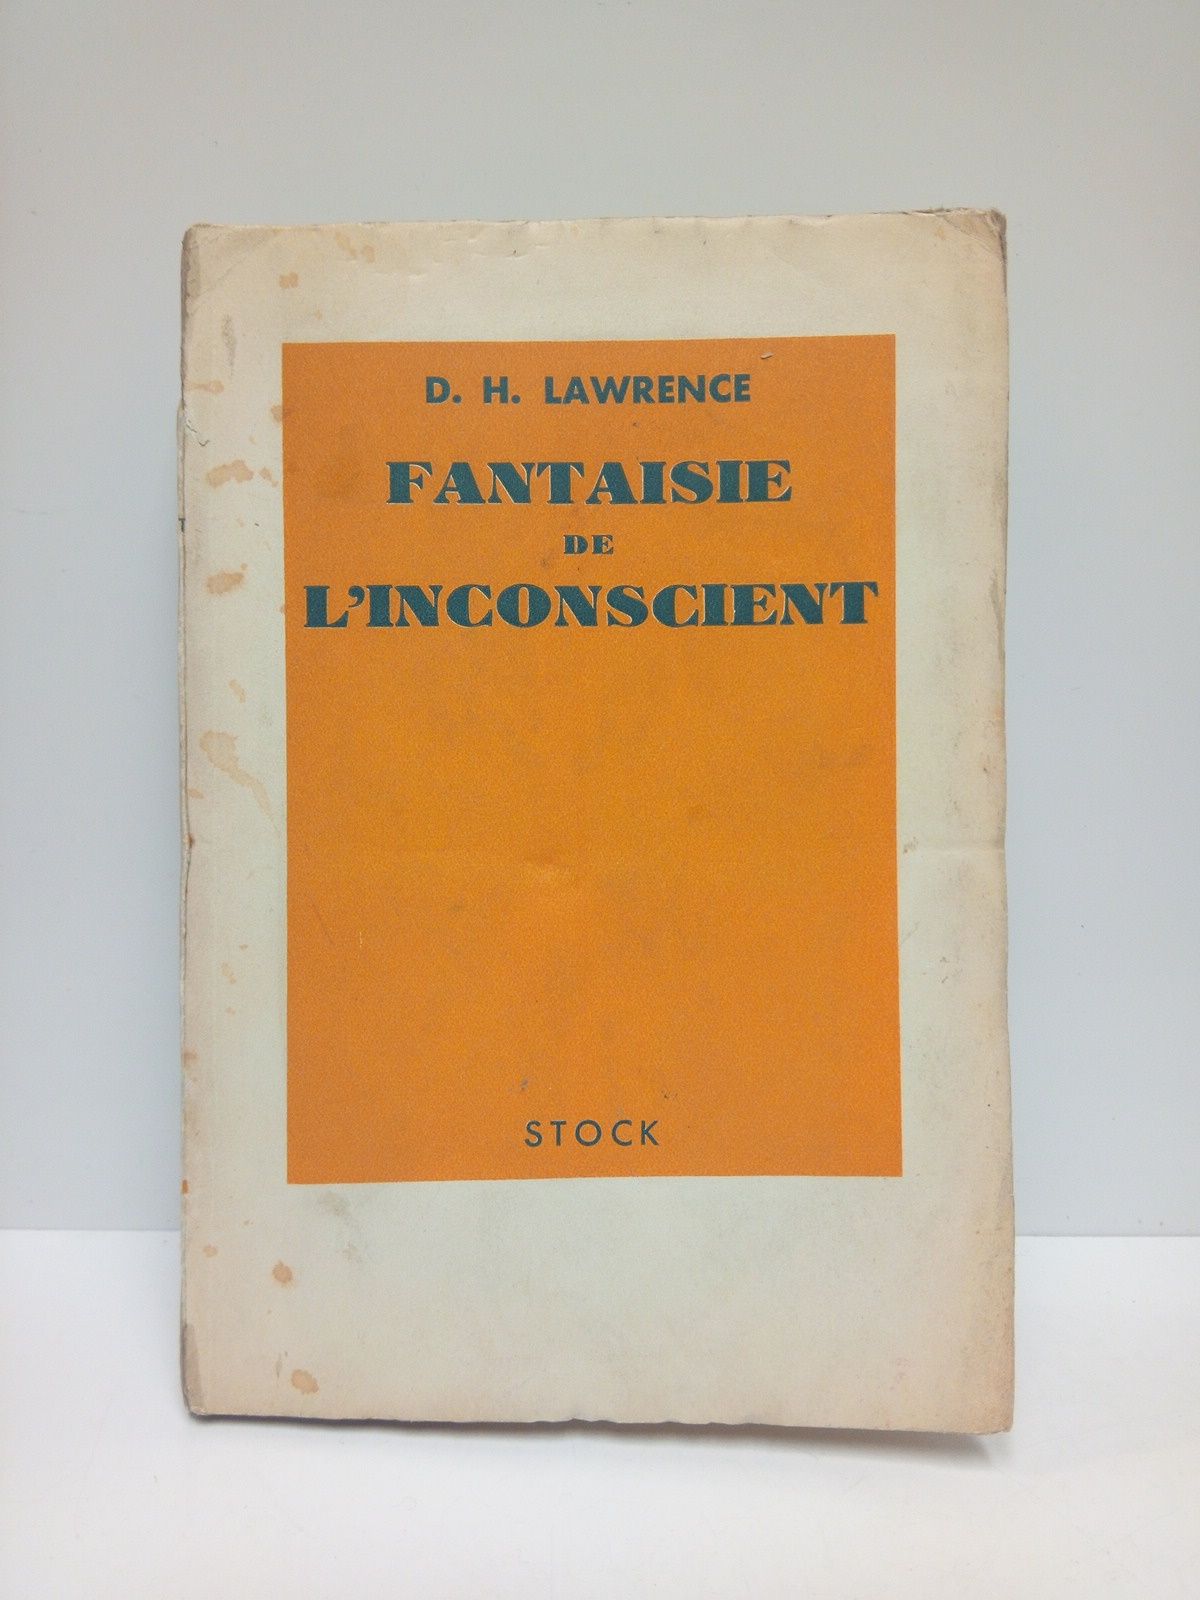 D. H. LAWRENCE
FANTAISIE
DE
L'INCONSCIENT
STOCK